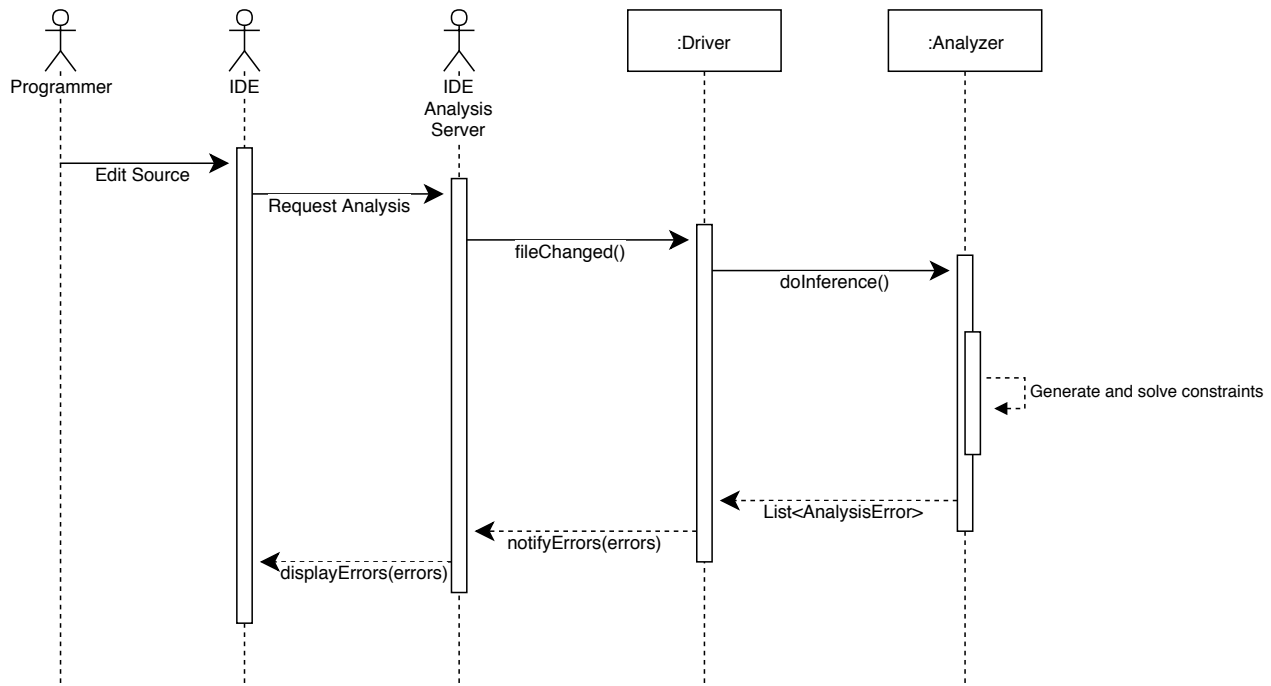 Programmer
IDE
IDE
Analysis
Server
:Driver
:Analyzer
Edit Source
Request Analysis
fileChanged()
doInference()
Generate and solve constraints
List<AnalysisError>
notifyErrors(errors)
displayErrors(errors)